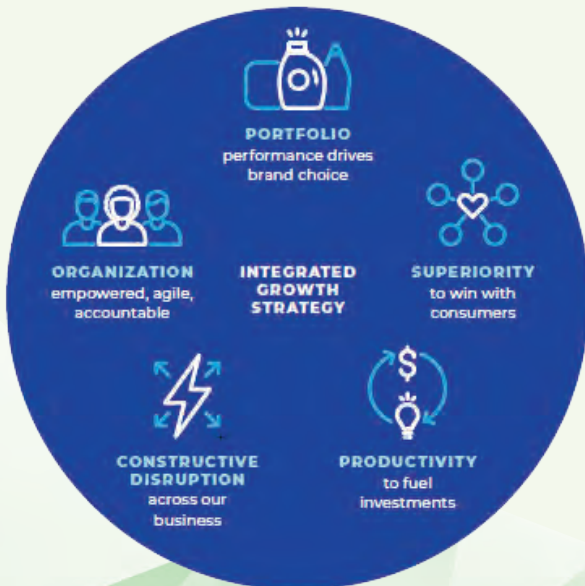 PORTFOLIO
performance drives
brand choice
ORGANIZATION
empowered, agile,
accountable
INTEGRATED
GROWTH
STRATEGY
SUPERIORITY
to win with
consumers
CONSTRUCTIVE
DISRUPTION
across our
business
PRODUCTIVITY
to fuel
investments
$